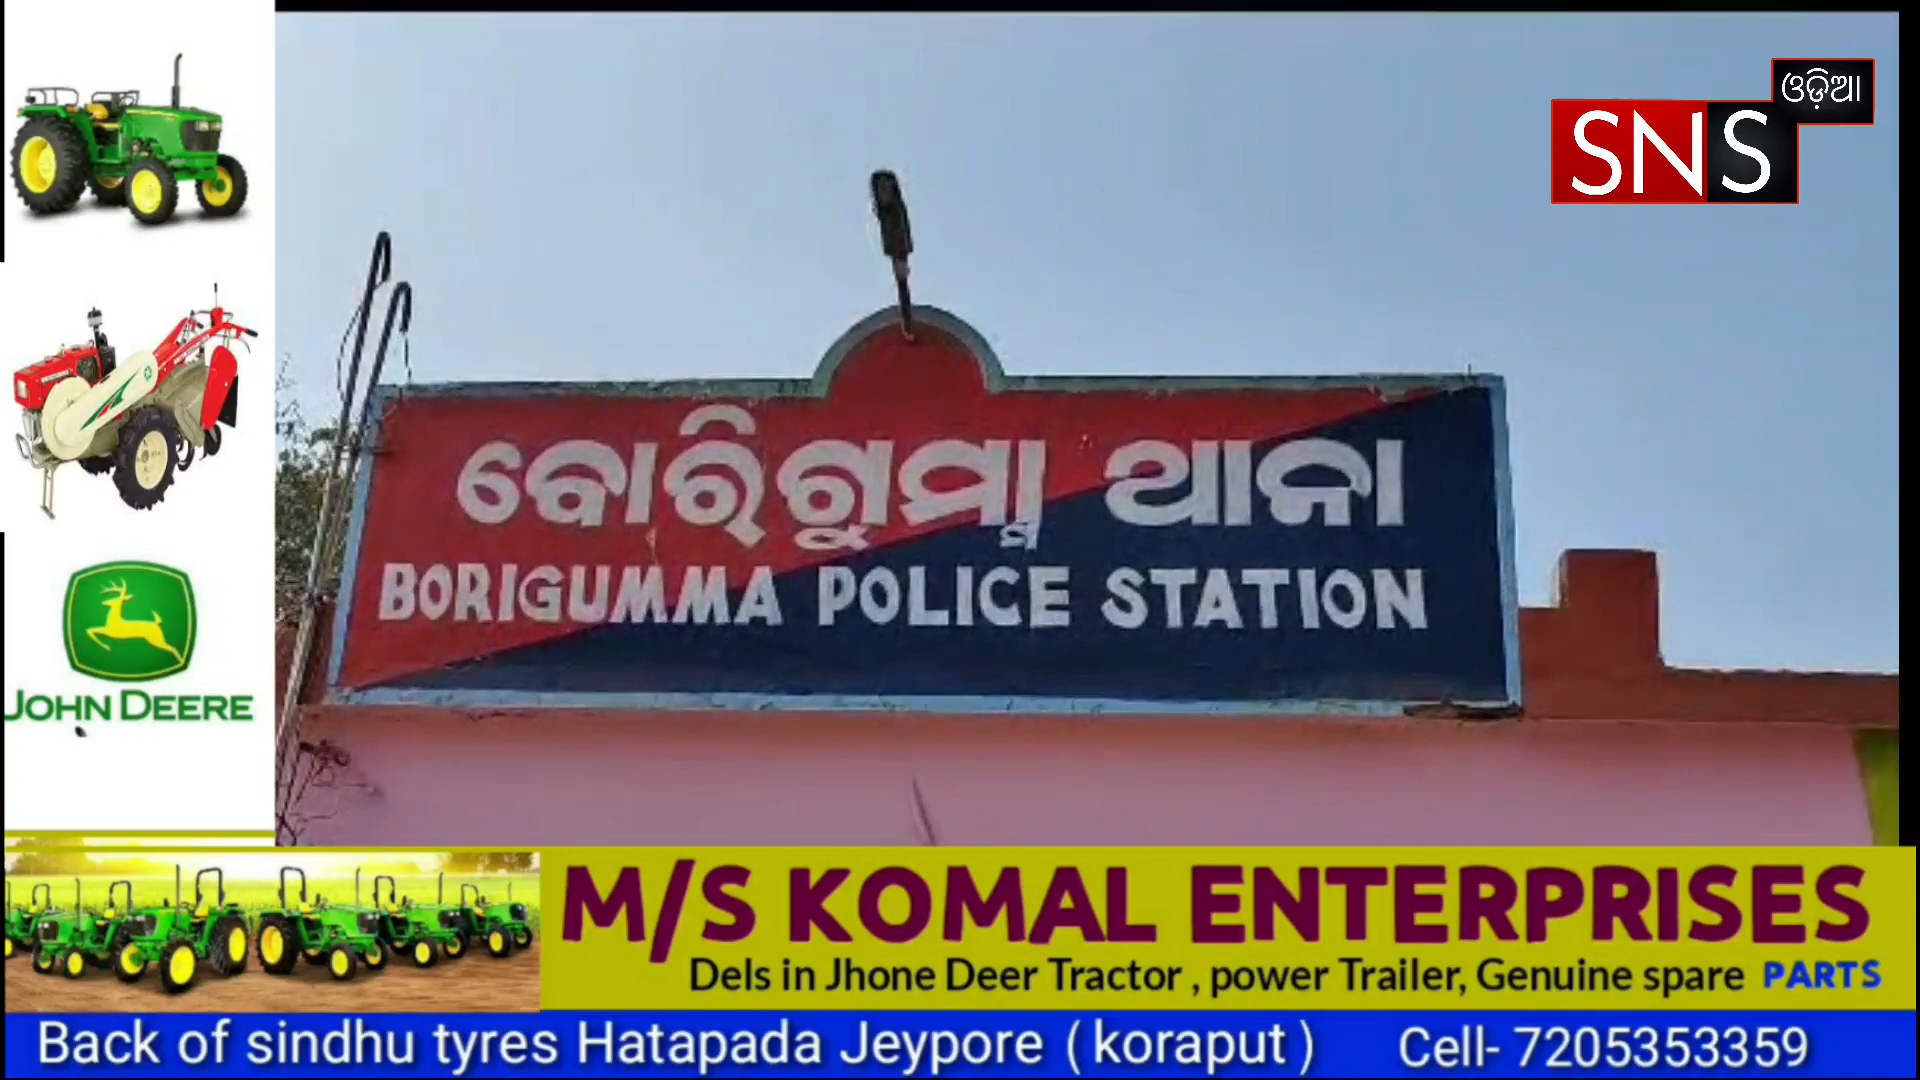 ଓଡ଼ିଆ
SNS
ବୋରିଗୁମ୍ମା ଥାନା
BORIGUMMA POLICE STATION
JOHN DEERE
M/S KOMAL ENTERPRISES
Dels in Jhone Deer Tractor , power Trailer, Genuine spare PARTS
Back of sindhu tyres Hatapada Jeypore ( koraput ) Cell- 7205353359